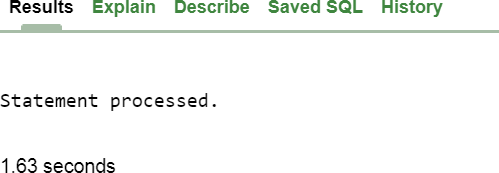 Results Explain Describe Saved SQL History
Statement processed.
1.63 seconds